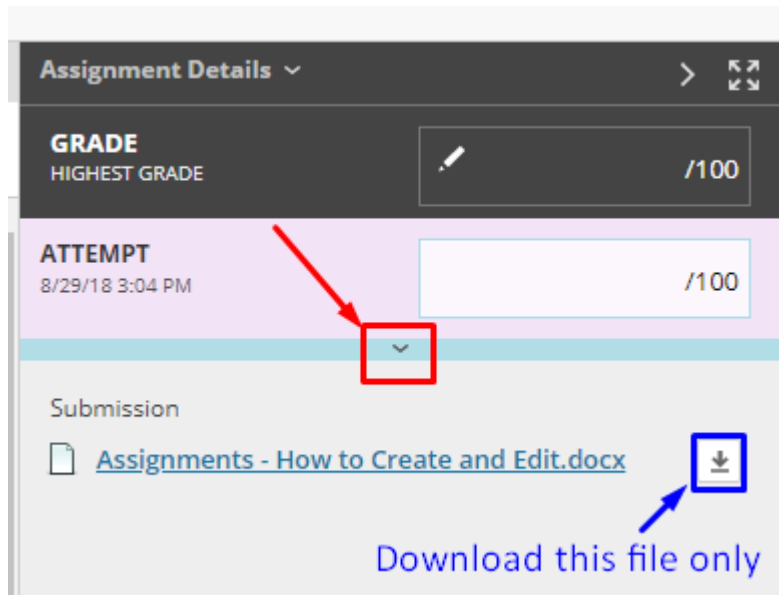 Assignment Details
GRADE
HIGHEST GRADE
/100
ATTEMPT
8/29/18 3:04 PM
/100
Submission
Assignments - How to Create and Edit.docx
Download this file only